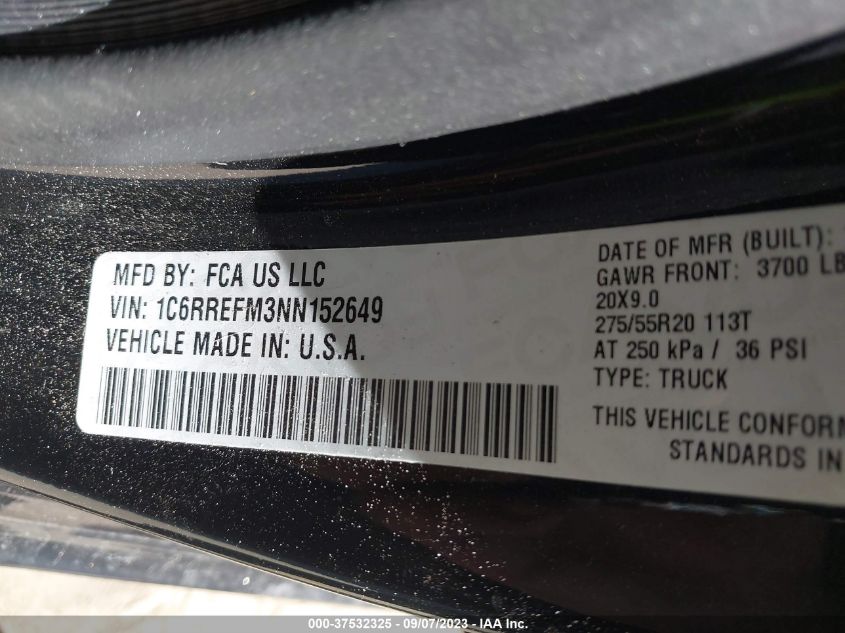 MFD BY: FCA US LLC
VIN: 1C6RREFM3NN152649
VEHICLE MADE IN: U.S.A.
DATE OF MFR (BUILT):
GAWR FRONT: 3700 LB
20X9.0
275/55R20 113T
AT 250 kPa / 36 PSI
TYPE: TRUCK
THIS VEHICLE CONFORM
STANDARDS IN
000-37532325 - 09/07/2023 - IAA Inc.